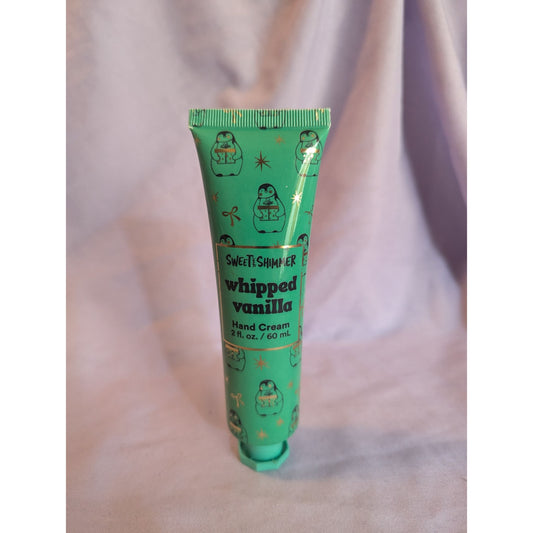 SWEET & SHIMMER
whipped
vanilla
Hand Cream
2 fl. oz. / 60 mL